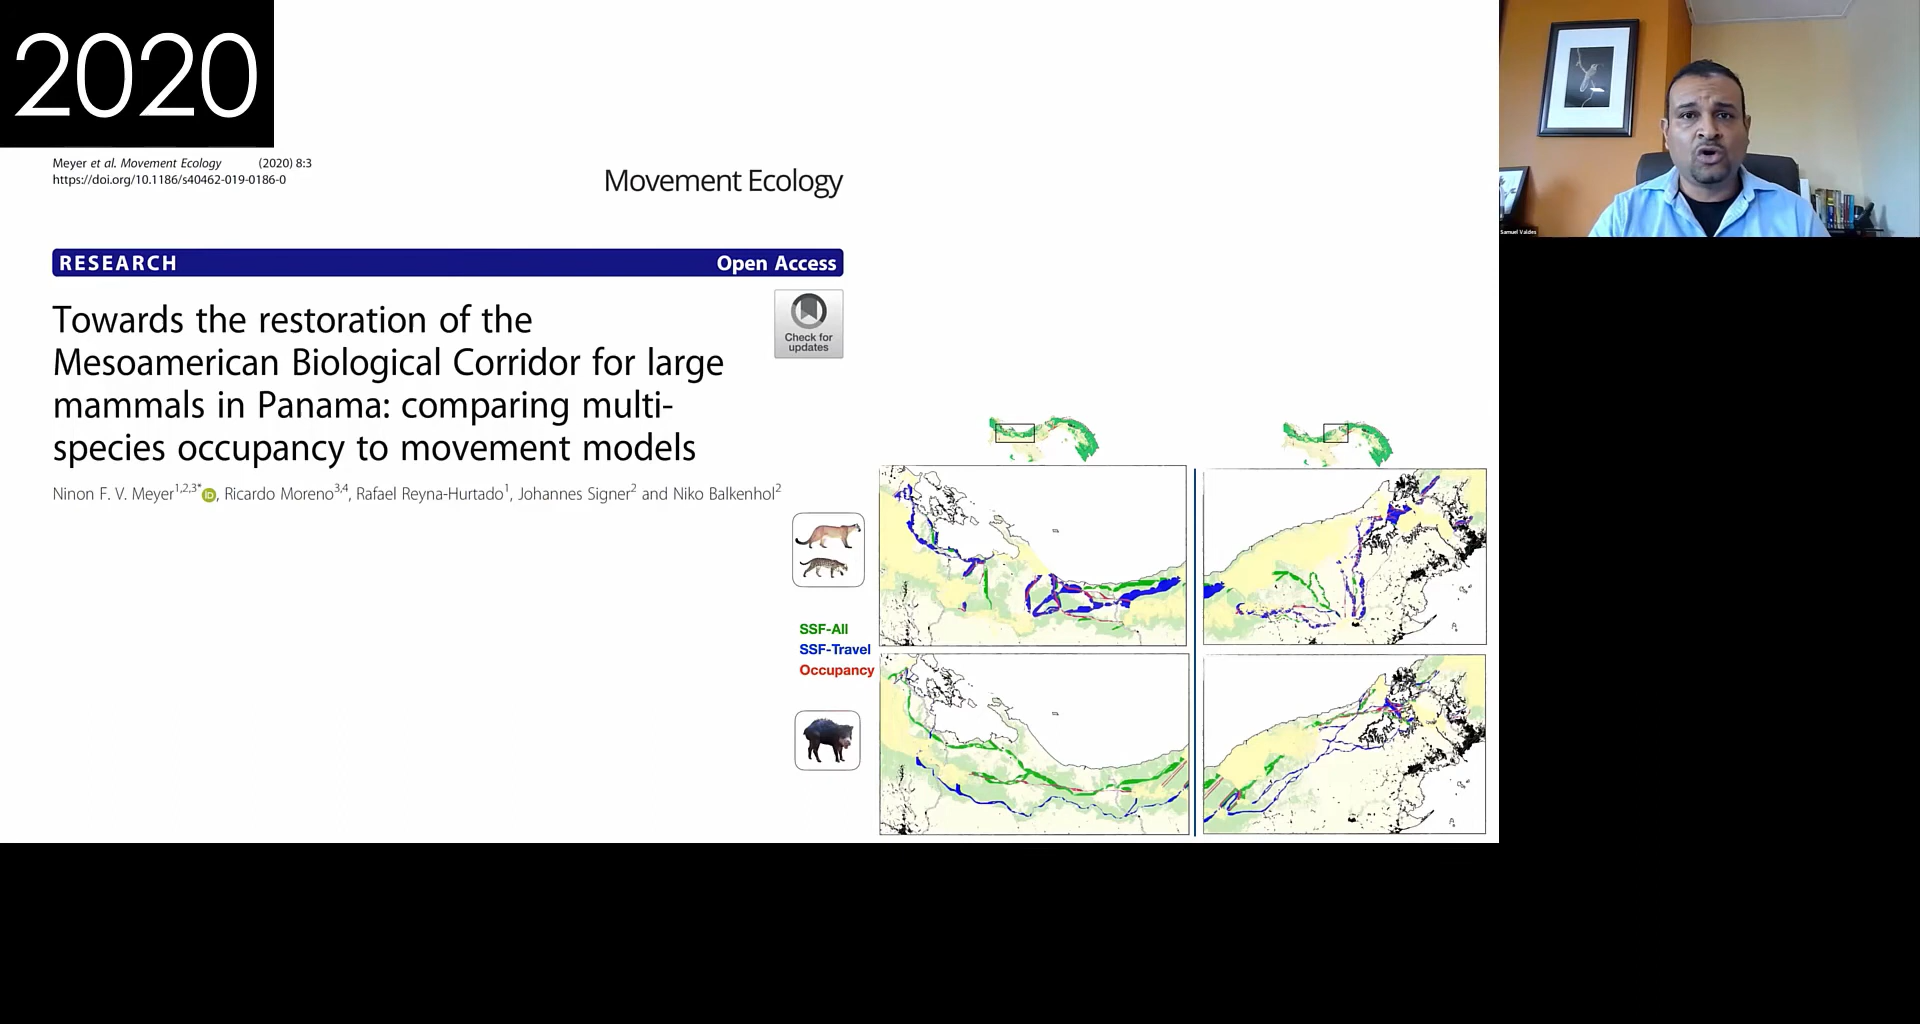 2020
Meyer et al. Movement Ecology (2020) 8:3
https://doi.org/10.1186/s40462-019-0186-0
Movement Ecology
RESEARCH Open Access
Check for
updates
Towards the restoration of the
Mesoamerican Biological Corridor for large
mammals in Panama: comparing multi-
species occupancy to movement models
Ninon F. V. Meyer1,2,3* iD, Ricardo Moreno3,4, Rafael Reyna-Hurtado1, Johannes Signer2 and Niko Balkenhol2
SSF-All
SSF-Travel
Occupancy
Samuel Valdes